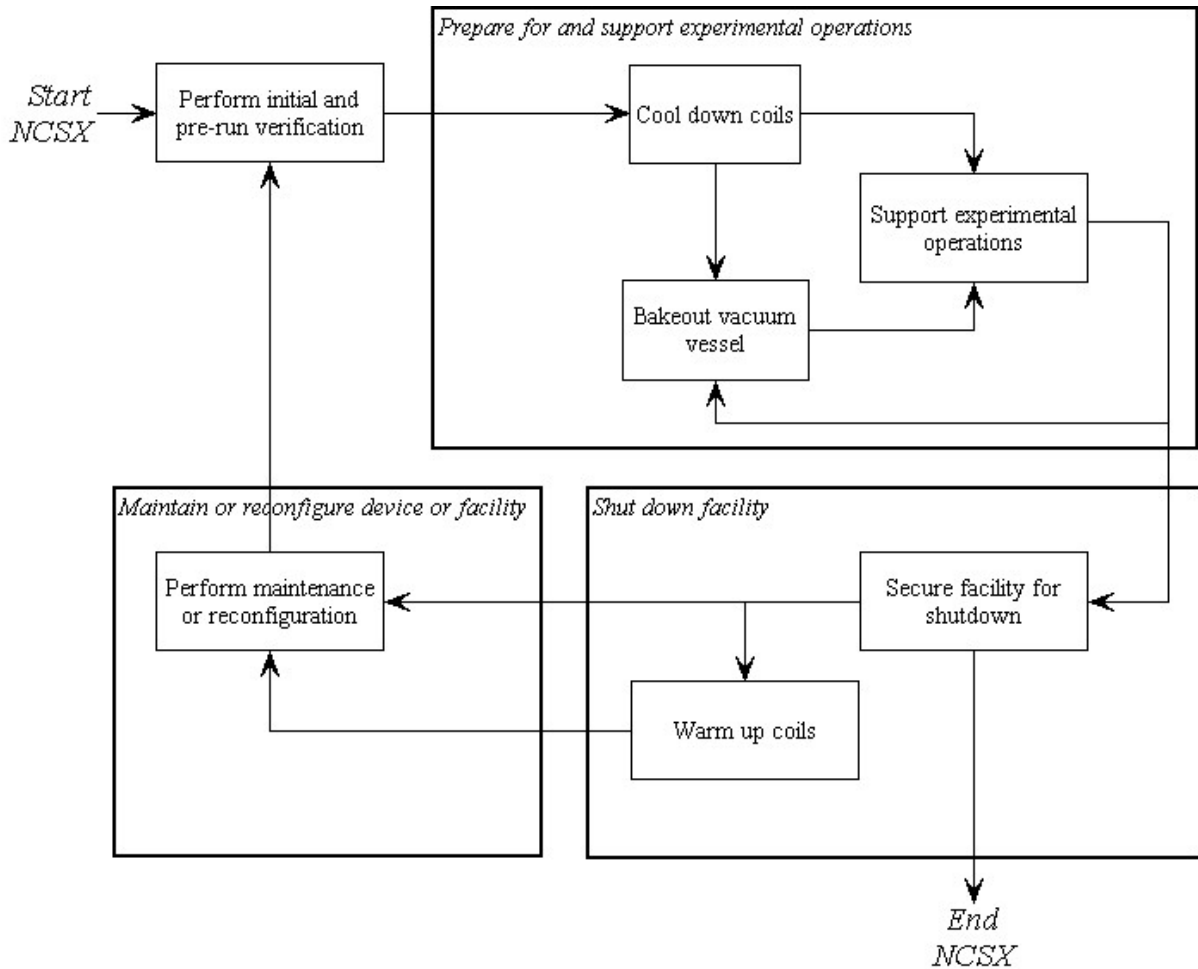 Prepare for and support experimental operations
Start
NCSX
Perform initial and
pre-run verification
Cool down coils
Support experimental
operations
Bakeout vacuum
vessel
Maintain or reconfigure device or facility
Shut down facility
Perform maintenance
or reconfiguration
Secure facility for
shutdown
Warm up coils
End
NCSX